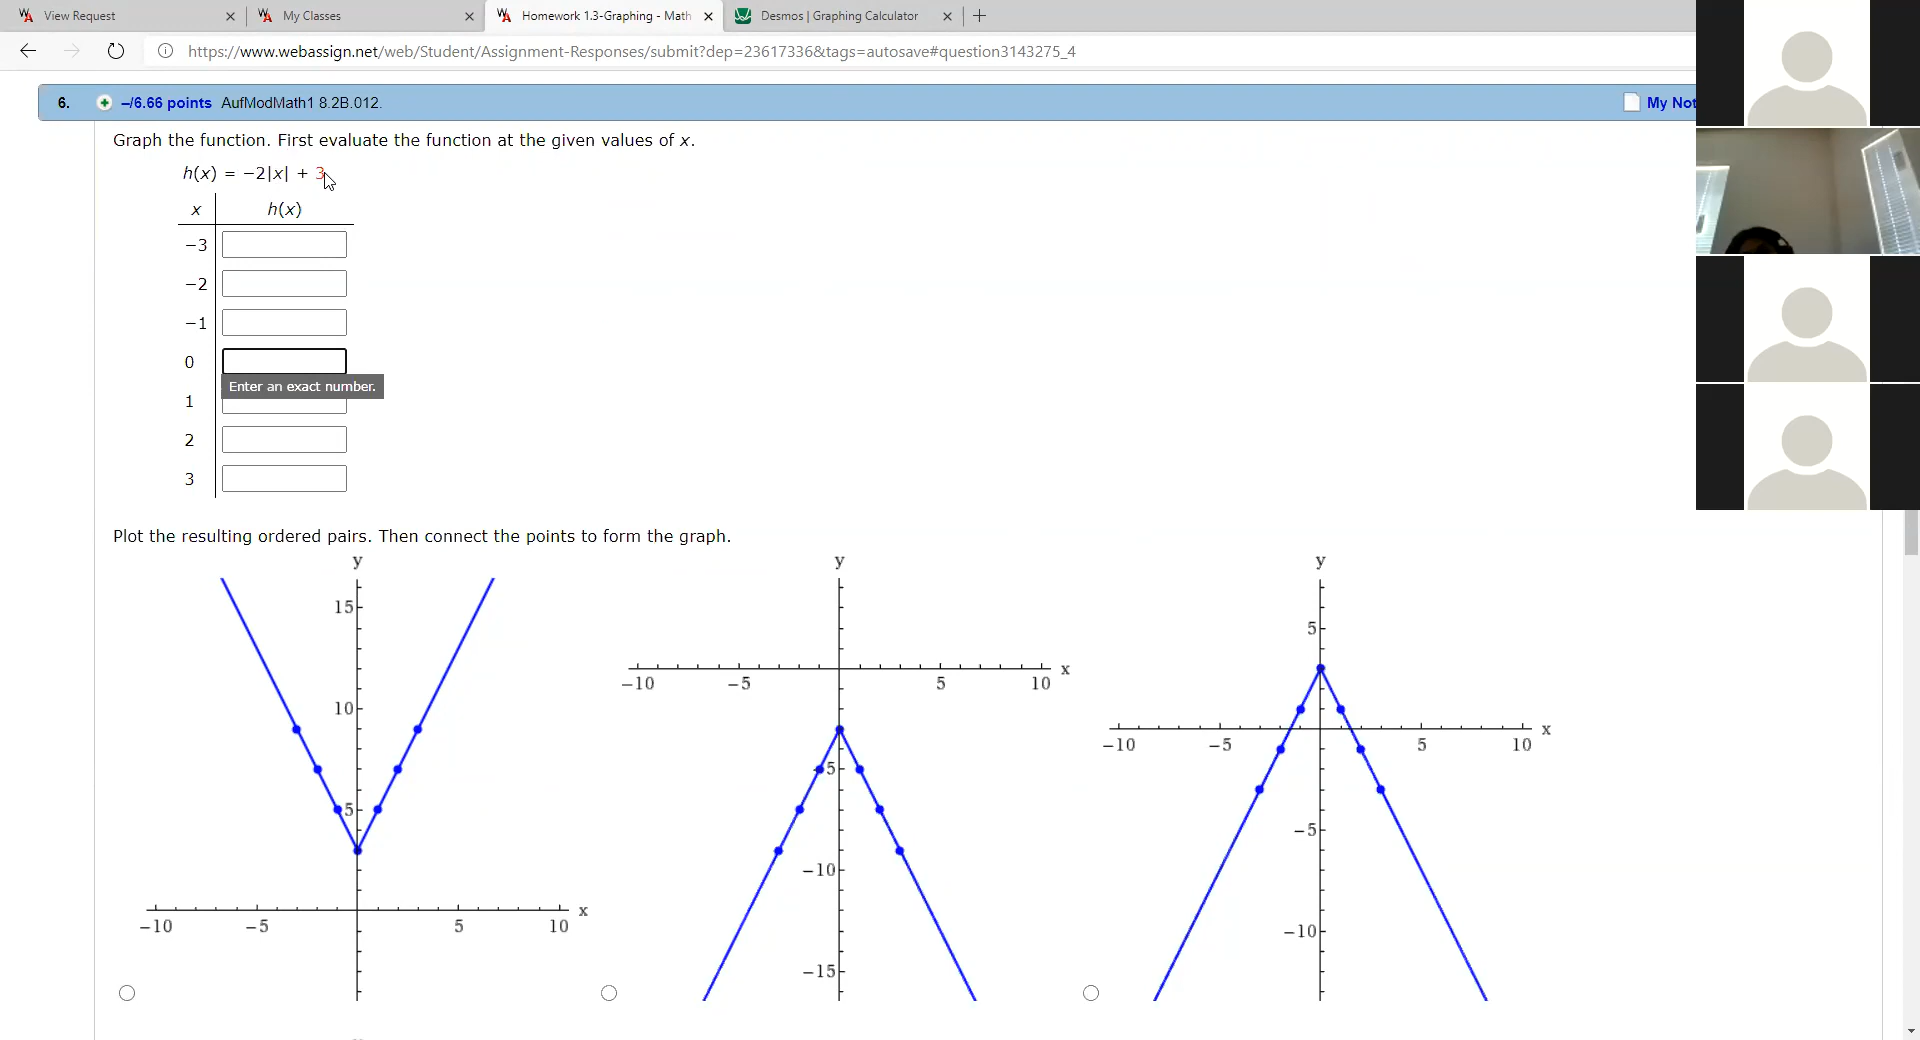 View Request
My Classes
Homework 1.3-Graphing - Math
Desmos | Graphing Calculator
https://www.webassign.net/web/Student/Assignment-Responses/submit?dep=23617336&tags=autosave#question3143275_4
6. –/6.66 points AufModMath1 8.2B.012. My Not
Graph the function. First evaluate the function at the given values of x.
h(x) = −2|x| + 3
x h(x)
−3
−2
−1
0
Enter an exact number.
1
2
3
Plot the resulting ordered pairs. Then connect the points to form the graph.
y
15
10
5
x
−10 −5 5 10
y
x
−10 −5 5 10
−5
−10
−15
y
5
x
−10 −5 5 10
−5
−10